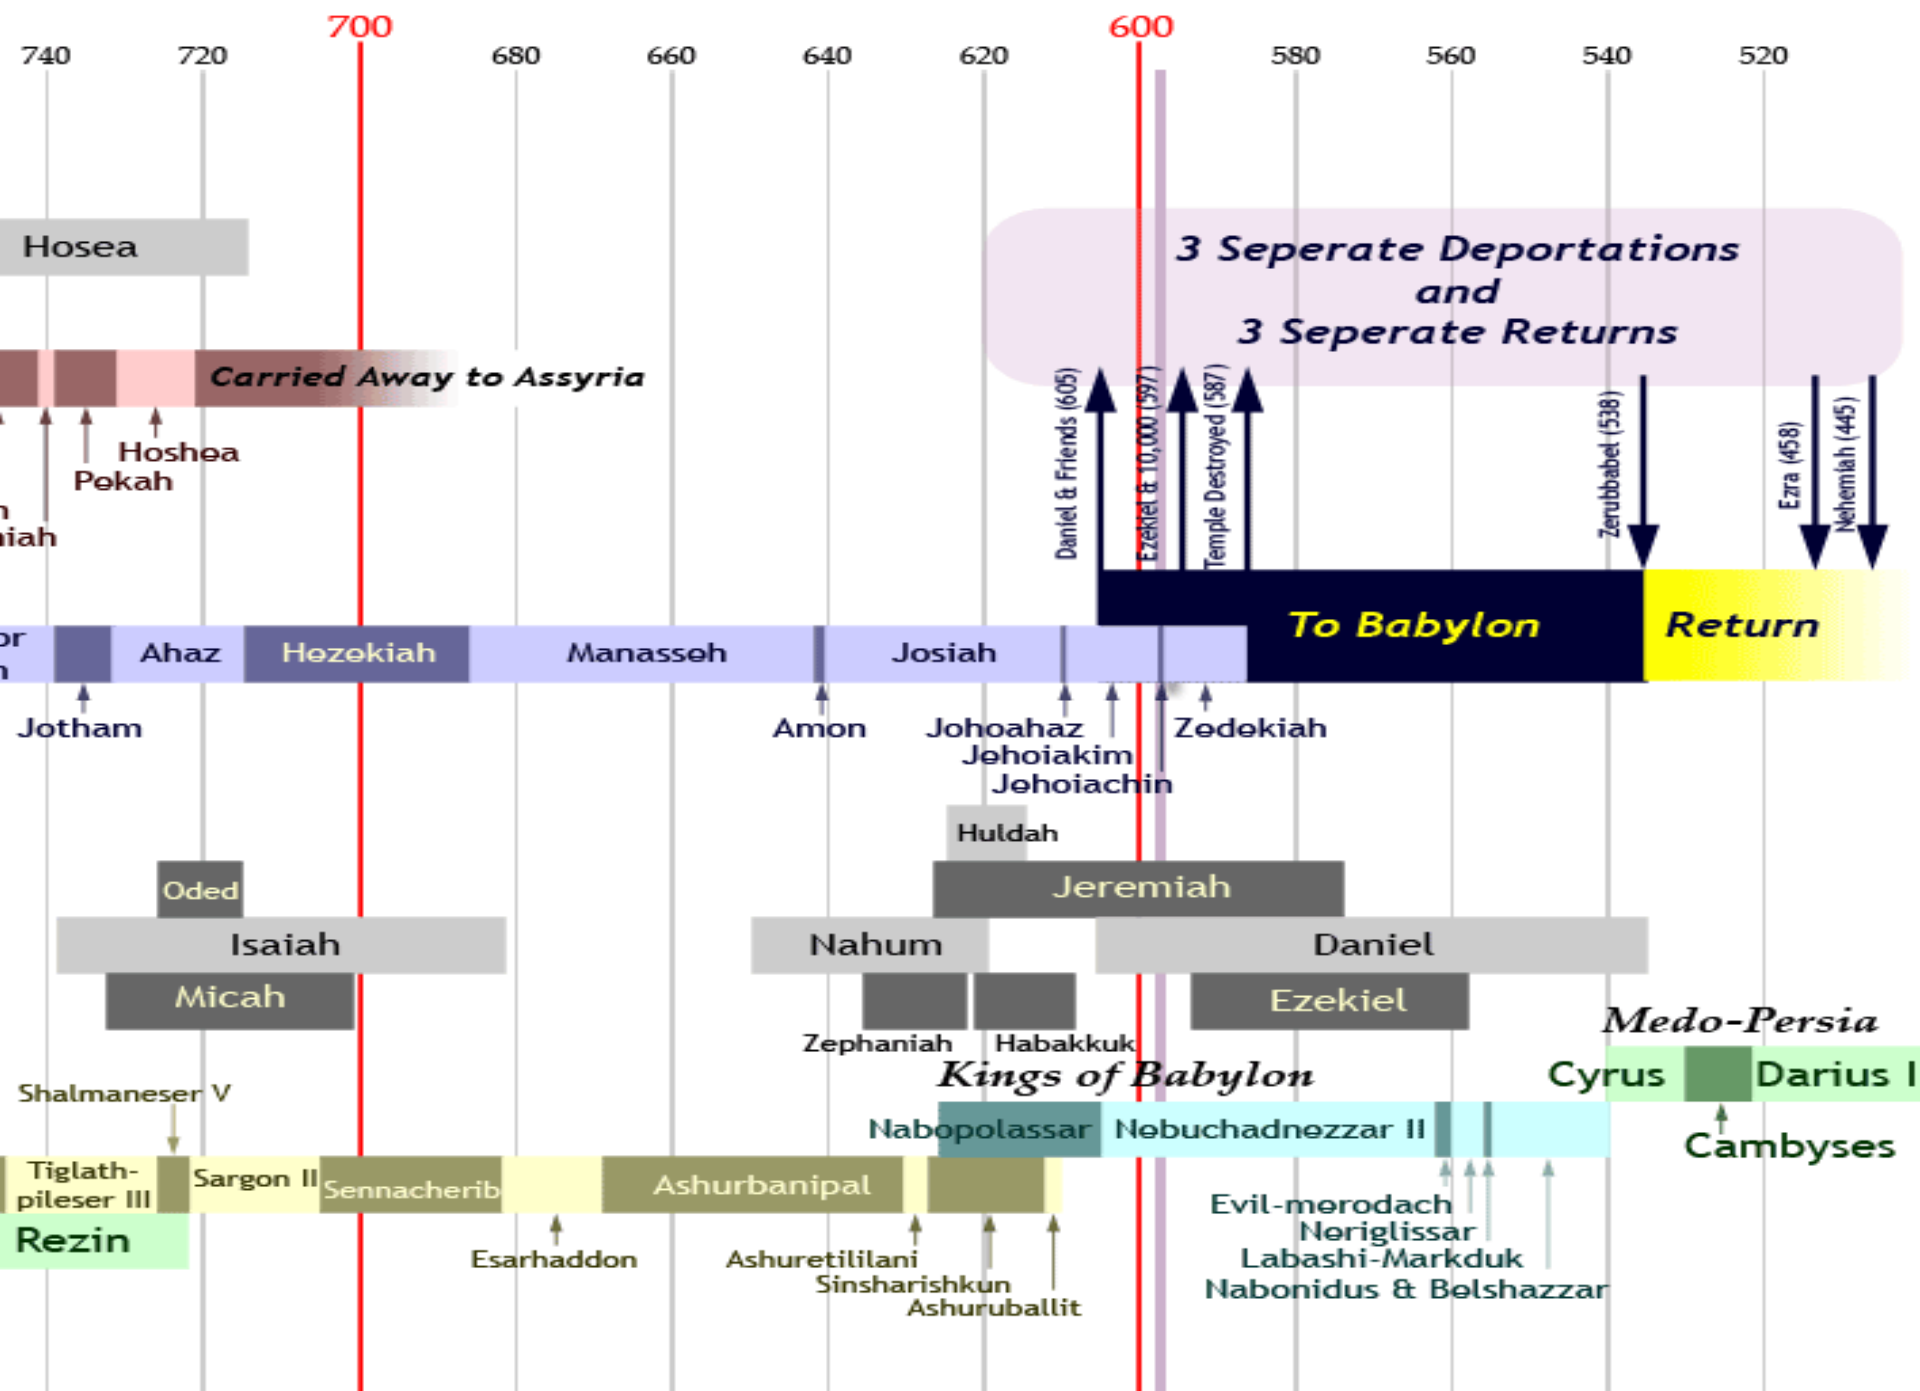 700
600
740
720
680
660
640
620
580
560
540
520
Hosea
3 Seperate Deportations
and
3 Seperate Returns
Carried Away to Assyria
Hoshea
Pekah
Daniel & Friends (605)
Ezekiel & 10,000 (597)
Temple Destroyed (587)
Zerubbabel (538)
Ezra (458)
Nehemiah (445)
To Babylon
Return
Ahaz
Hezekiah
Manasseh
Josiah
Jotham
Amon
Johoahaz
Zedekiah
Jehoiakim
Jehoiachin
Huldah
Oded
Jeremiah
Isaiah
Nahum
Daniel
Micah
Ezekiel
Zephaniah
Habakkuk
Medo-Persia
Kings of Babylon
Cyrus
Darius I
Shalmaneser V
Nabopolassar
Nebuchadnezzar II
Cambyses
Tiglath-
pileser III
Sargon II
Sennacherib
Ashurbanipal
Evil-merodach
Rezin
Neriglissar
Esarhaddon
Ashuretililani
Labashi-Markduk
Sinsharishkun
Nabonidus & Belshazzar
Ashuruballit